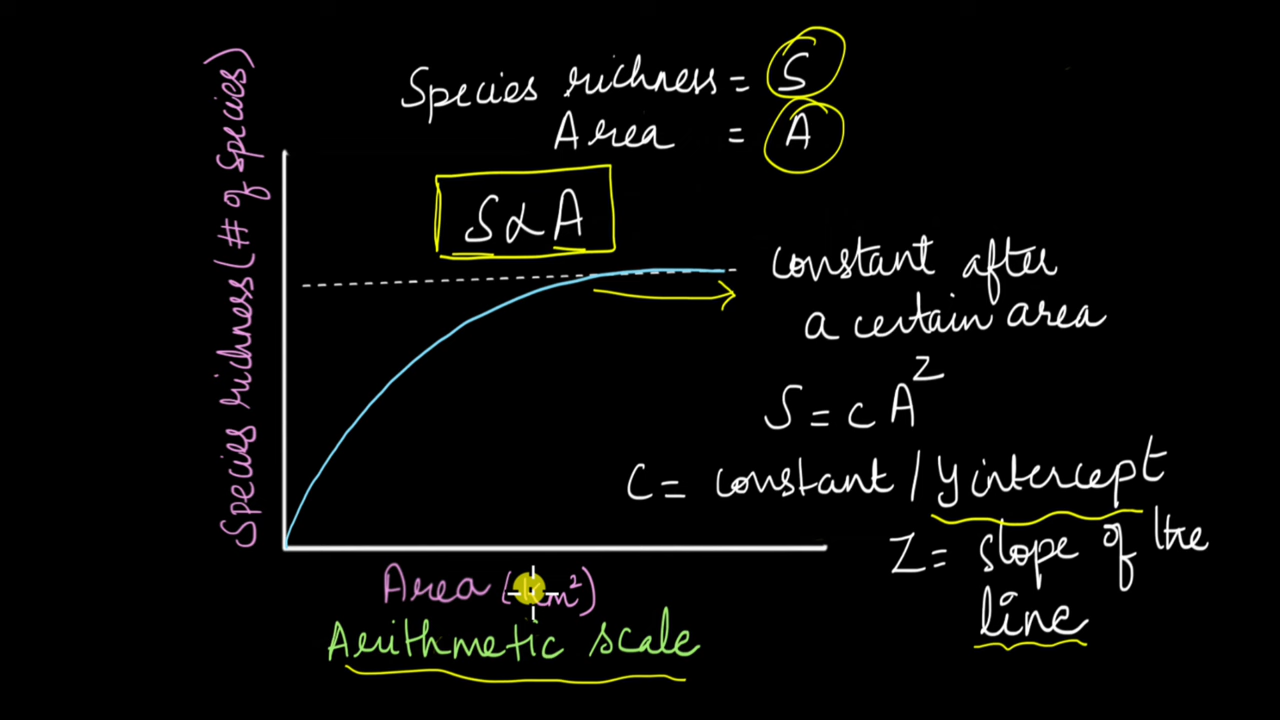 Species richness = S
Area = A
S α A
Species richness (# of Species)
constant after
a certain area
S = c A^Z
C = constant / y intercept
Z = slope of the
line
Area (km²)
Arithmetic scale